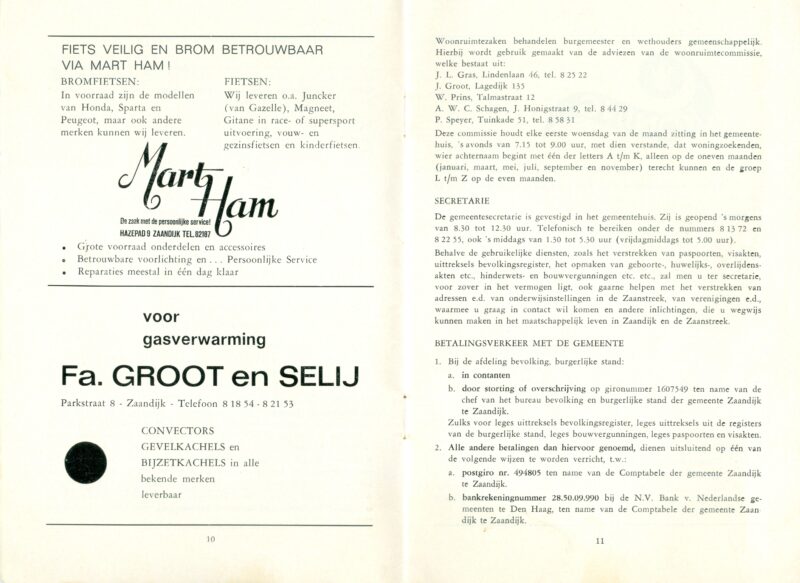 FIETS VEILIG EN BROM BETROUWBAAR
VIA MART HAM!
BROMFIETSEN:
In voorraad zijn de modellen
van Honda, Sparta en
Peugeot, maar ook andere
merken kunnen wij leveren.
FIETSEN:
Wij leveren o.a. Juncker
(van Gazelle), Magneet,
Gitane in race- of supersport
uitvoering, vouw- en
gezinsfietsen en kinderfietsen.
Mart
Ham
De zaak met de persoonlijke service!
HAZEPAD 9 ZAANDIJK TEL. 82187
• Grote voorraad onderdelen en accessoires
• Betrouwbare voorlichting en . . . Persoonlijke Service
• Reparaties meestal in één dag klaar
voor
gasverwarming
Fa. GROOT en SELIJ
Parkstraat 8 - Zaandijk - Telefoon 8 18 54 - 8 21 53
CONVECTORS
GEVELKACHELS en
BIJZETKACHELS in alle
bekende merken
leverbaar
10
Woonruimtezaken behandelen burgemeester en wethouders gemeenschappelijk.
Hierbij wordt gebruik gemaakt van de adviezen van de woonruimtecommissie,
welke bestaat uit:
J. L. Gras, Lindenlaan 46, tel. 8 25 22
J. Groot, Lagedijk 135
W. Prins, Talmastraat 12
A. W. C. Schagen, J. Honigstraat 9, tel. 8 44 29
P. Speyer, Tuinkade 51, tel. 8 58 31
Deze commissie houdt elke eerste woensdag van de maand zitting in het gemeente-
huis, 's avonds van 7.15 tot 9.00 uur, met dien verstande, dat woningzoekenden,
wier achternaam begint met één der letters A t/m K, alleen op de oneven maanden
(januari, maart, mei, juli, september en november) terecht kunnen en de groep
L t/m Z op de even maanden.
SECRETARIE
De gemeentesecretarie is gevestigd in het gemeentehuis. Zij is geopend 's morgens
van 8.30 tot 12.30 uur. Telefonisch te bereiken onder de nummers 8 13 72 en
8 22 55; ook 's middags van 1.30 tot 5.30 uur (vrijdagmiddags tot 5.00 uur).
Behalve de gebruikelijke diensten, zoals het verstrekken van paspoorten, visakten,
uittreksels bevolkingsregister, het opmaken van geboorte-, huwelijks-, overlijdens-
akten etc., hinderwets- en bouwvergunningen etc. etc., zal men u ter secretarie,
voor zover in het vermogen ligt, ook gaarne helpen met het verstrekken van
adressen e.d. van onderwijsinstellingen in de Zaanstreek, van verenigingen e.d.,
waarmee u graag in contact wil komen en andere inlichtingen, die u wegwijs
kunnen maken in het maatschappelijk leven in Zaandijk en de Zaanstreek.
BETALINGSVERKEER MET DE GEMEENTE
1. Bij de afdeling bevolking, burgerlijke stand:
a. in contanten
b. door storting of overschrijving op gironummer 1607549 ten name van de
chef van het bureau bevolking en burgerlijke stand der gemeente Zaandijk
te Zaandijk.
Zulks voor leges uittreksels bevolkingsregister, leges uittreksels uit de registers
van de burgerlijke stand, leges bouwvergunningen, leges paspoorten en visakten.
2. Alle andere betalingen dan hiervoor genoemd, dienen uitsluitend op één van
de volgende wijzen te worden verricht, t.w.:
a. postgiro nr. 494805 ten name van de Comptabele der gemeente Zaandijk
te Zaandijk.
b. bankrekeningnummer 28.50.09.990 bij de N.V. Bank v. Nederlandse ge-
meenten te Den Haag, ten name van de Comptabele der gemeente Zaan
dijk te Zaandijk.
11